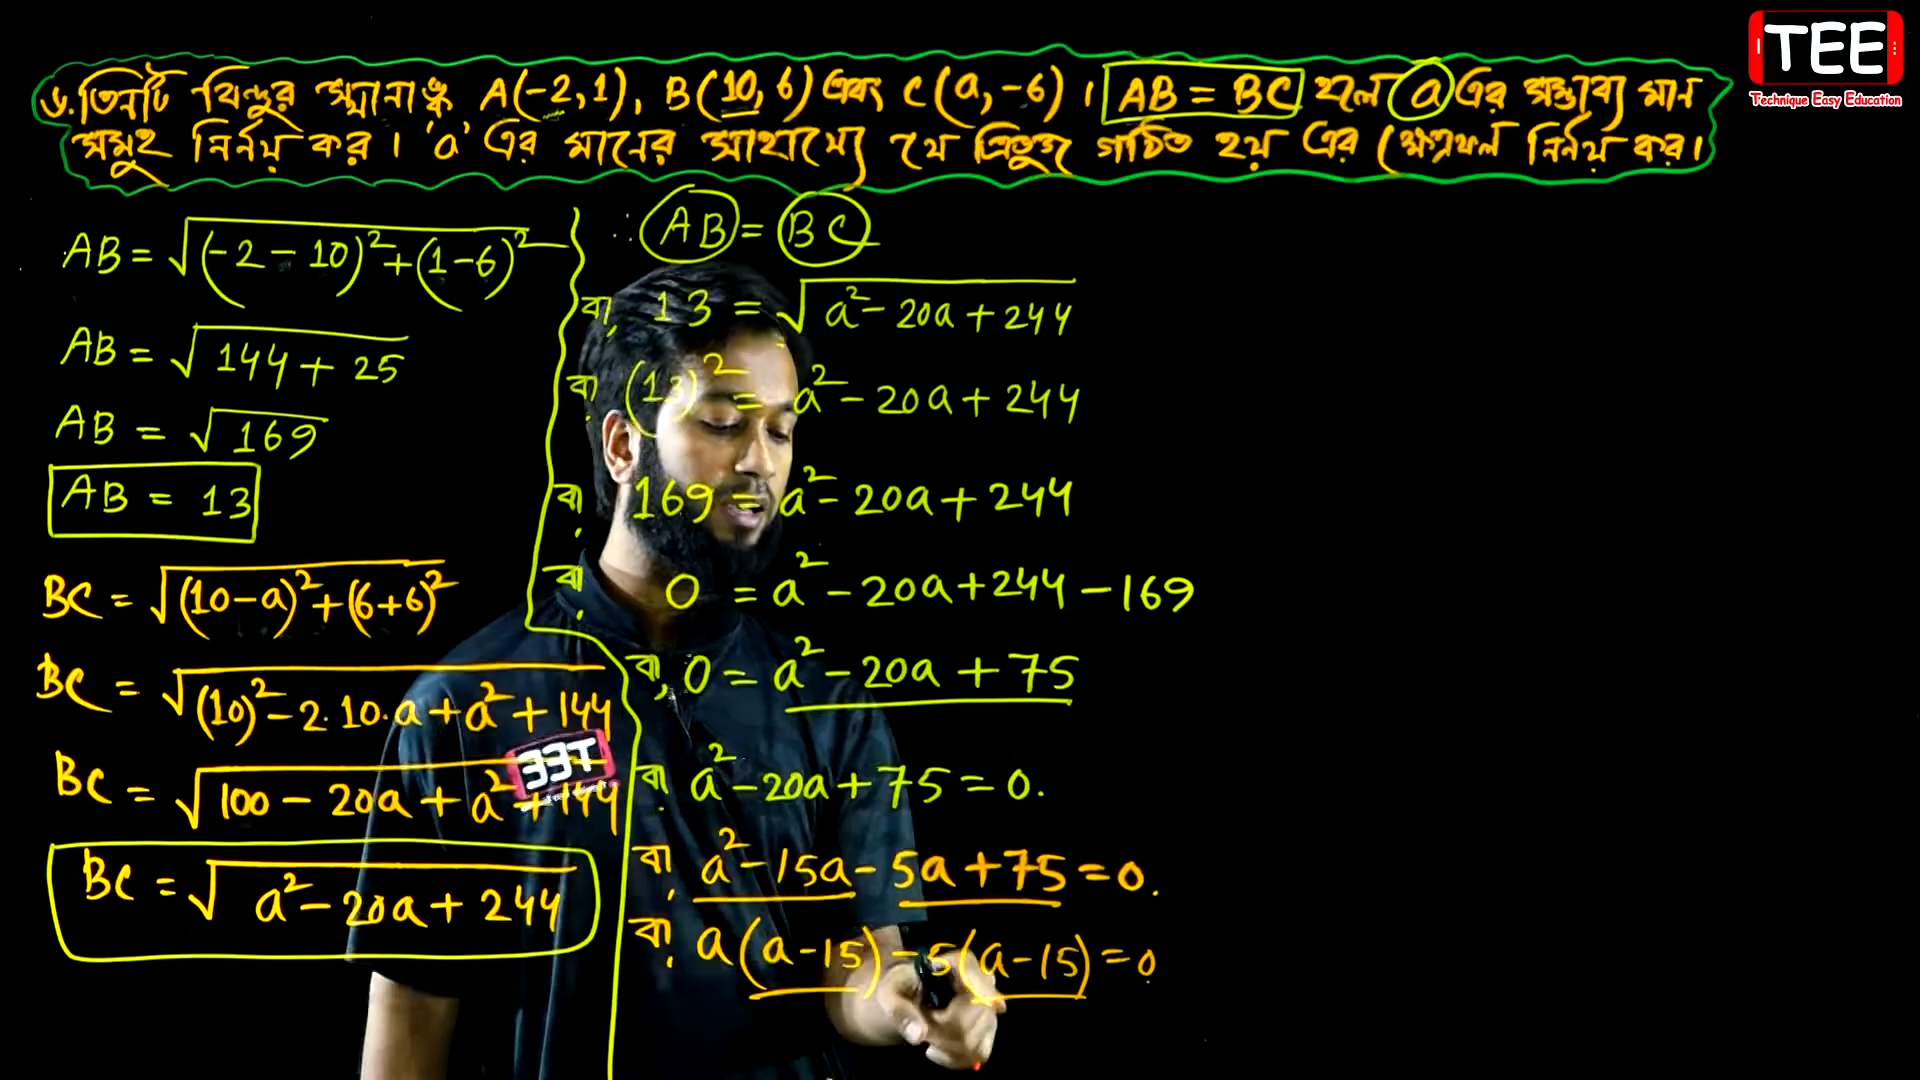 ৬. তিনটি বিন্দুর স্থানাঙ্ক A(-2,1), B(10,6) এবং C(a,-6) । AB = BC হলে a এর সম্ভাব্য মান
সমূহ নির্নয় কর। 'a' এর মানের সাহায্যে যে ত্রিভুজ গঠিত হয় এর ক্ষেত্রফল নির্নয় কর।
TEE
Technique Easy Education
AB = √(-2-10)²+(1-6)²
AB = √144 + 25
AB = √169
AB = 13
BC = √(10-a)²+(6+6)²
BC = √(10)²-2.10.a+a²+144
BC = √100-20a+a²+144
BC = √a²-20a+244
∴ AB = BC
বা, 13 = √a²-20a+244
বা, (13)² = a²-20a+244
বা, 169 = a²-20a+244
বা, 0 = a²-20a+244-169
বা, 0 = a²-20a+75
বা, a²-20a+75=0.
বা, a²-15a-5a+75=0.
বা, a(a-15)-5(a-15)=0